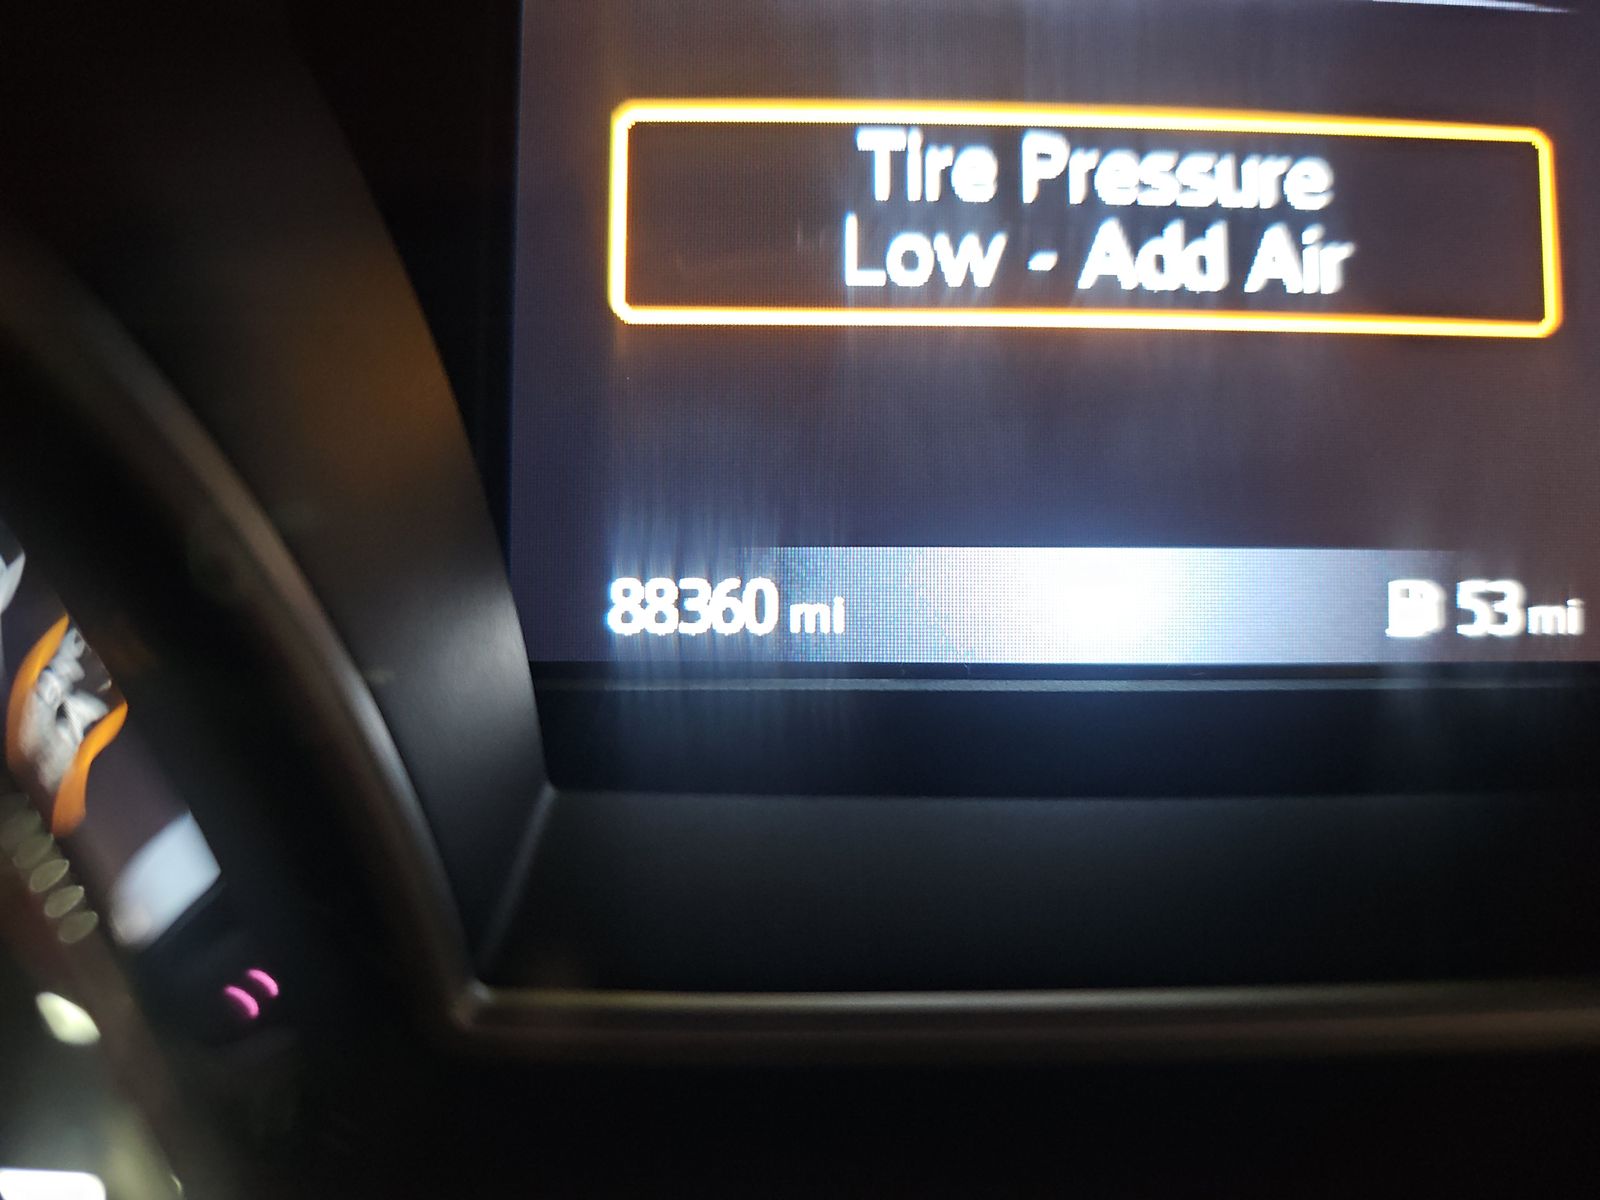 Tire Pressure
Low - Add Air
88360 mi
53 mi